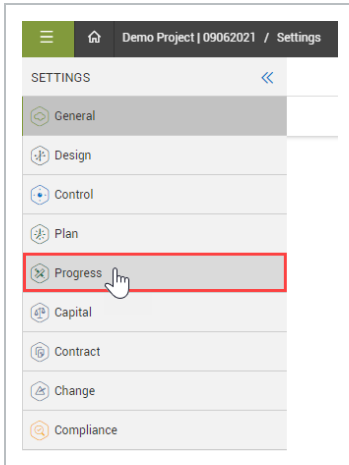 Demo Project | 09062021 / Settings
SETTINGS
General
Design
Control
Plan
Progress
Capital
Contract
Change
Compliance